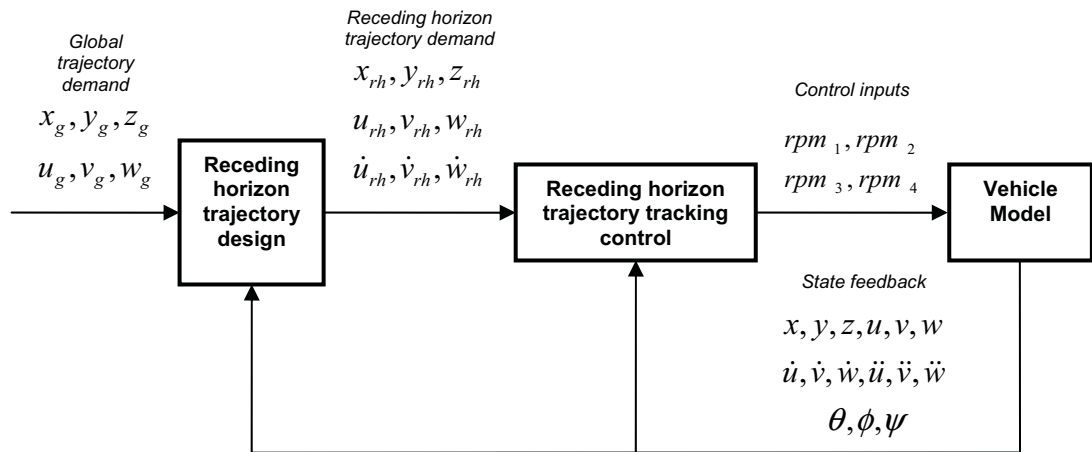 Global
trajectory
demand
x_g, y_g, z_g
u_g, v_g, w_g
Receding
horizon
trajectory
design
Receding horizon
trajectory demand
x_rh, y_rh, z_rh
u_rh, v_rh, w_rh
u̇_rh, v̇_rh, ẇ_rh
Receding horizon
trajectory tracking
control
Control inputs
rpm_1, rpm_2
rpm_3, rpm_4
Vehicle
Model
State feedback
x, y, z, u, v, w
u̇, v̇, ẇ, ü, v̈, ẅ
θ, ϕ, ψ